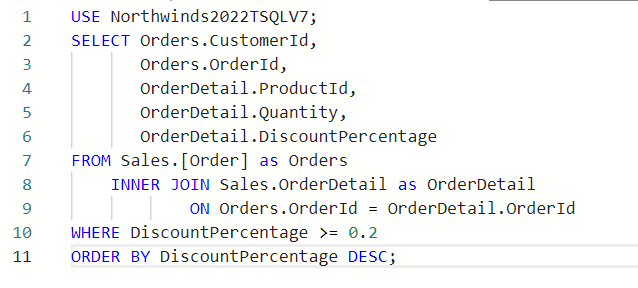 1 USE Northwinds2022TSQLV7;
2 SELECT Orders.CustomerId,
3 Orders.OrderId,
4 OrderDetail.ProductId,
5 OrderDetail.Quantity,
6 OrderDetail.DiscountPercentage
7 FROM Sales.[Order] as Orders
8 INNER JOIN Sales.OrderDetail as OrderDetail
9 ON Orders.OrderId = OrderDetail.OrderId
10 WHERE DiscountPercentage >= 0.2
11 ORDER BY DiscountPercentage DESC;